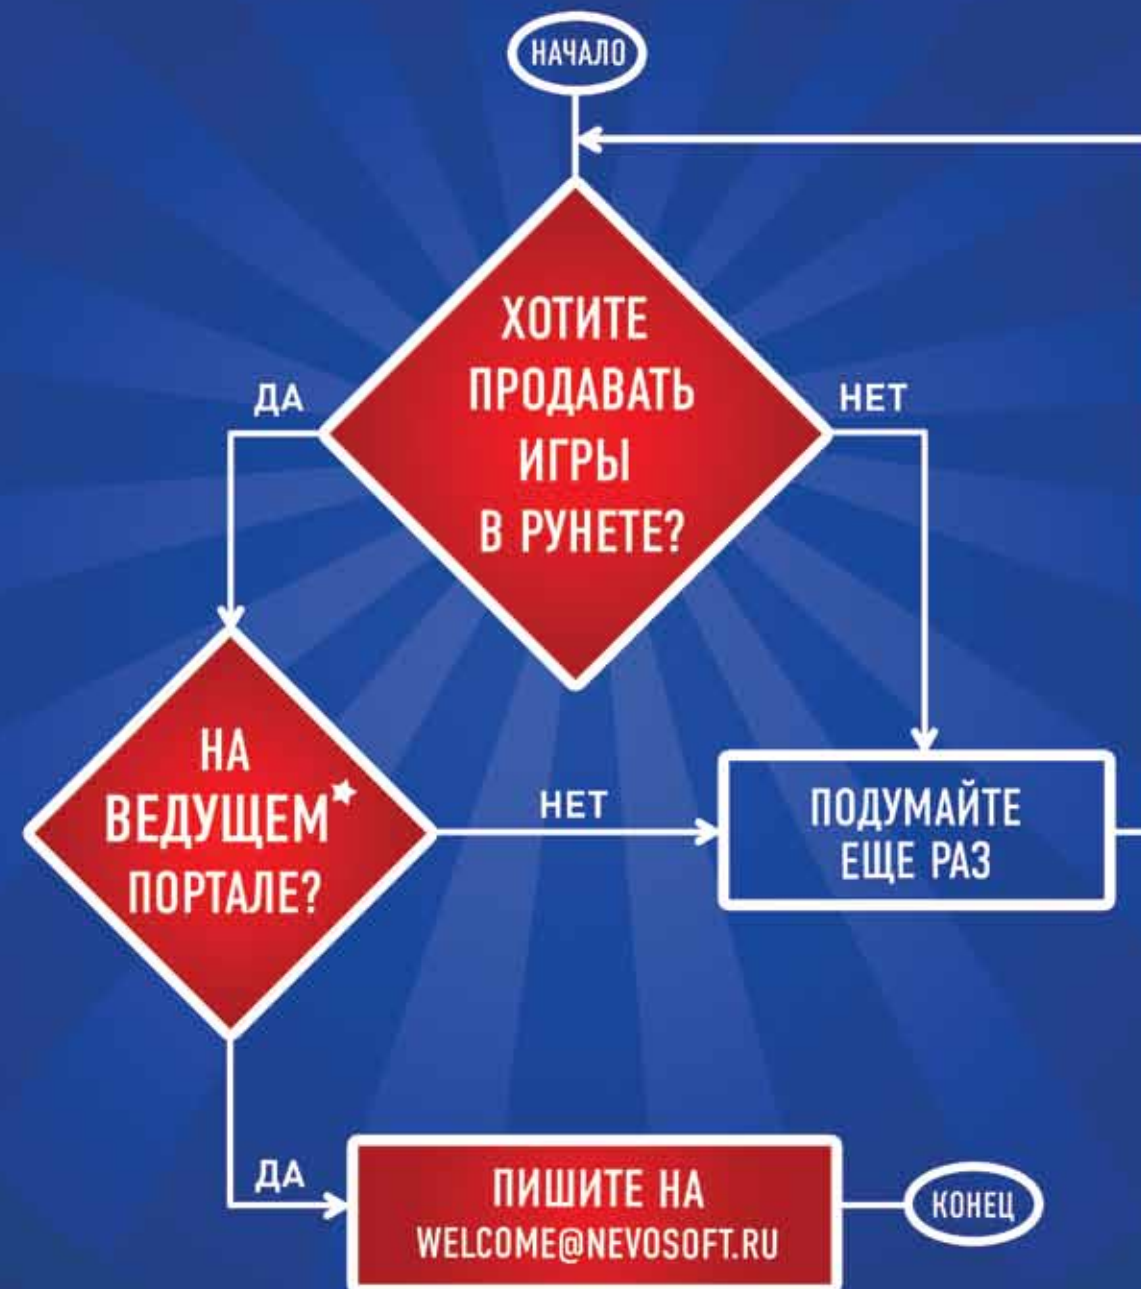 НАЧАЛО
ХОТИТЕ
ПРОДАВАТЬ
ИГРЫ
В РУНЕТЕ?
ДА
НЕТ
НА
ВЕДУЩЕМ*
ПОРТАЛЕ?
НЕТ
ПОДУМАЙТЕ
ЕЩЕ РАЗ
ДА
ПИШИТЕ НА
WELCOME@NEVOSOFT.RU
КОНЕЦ